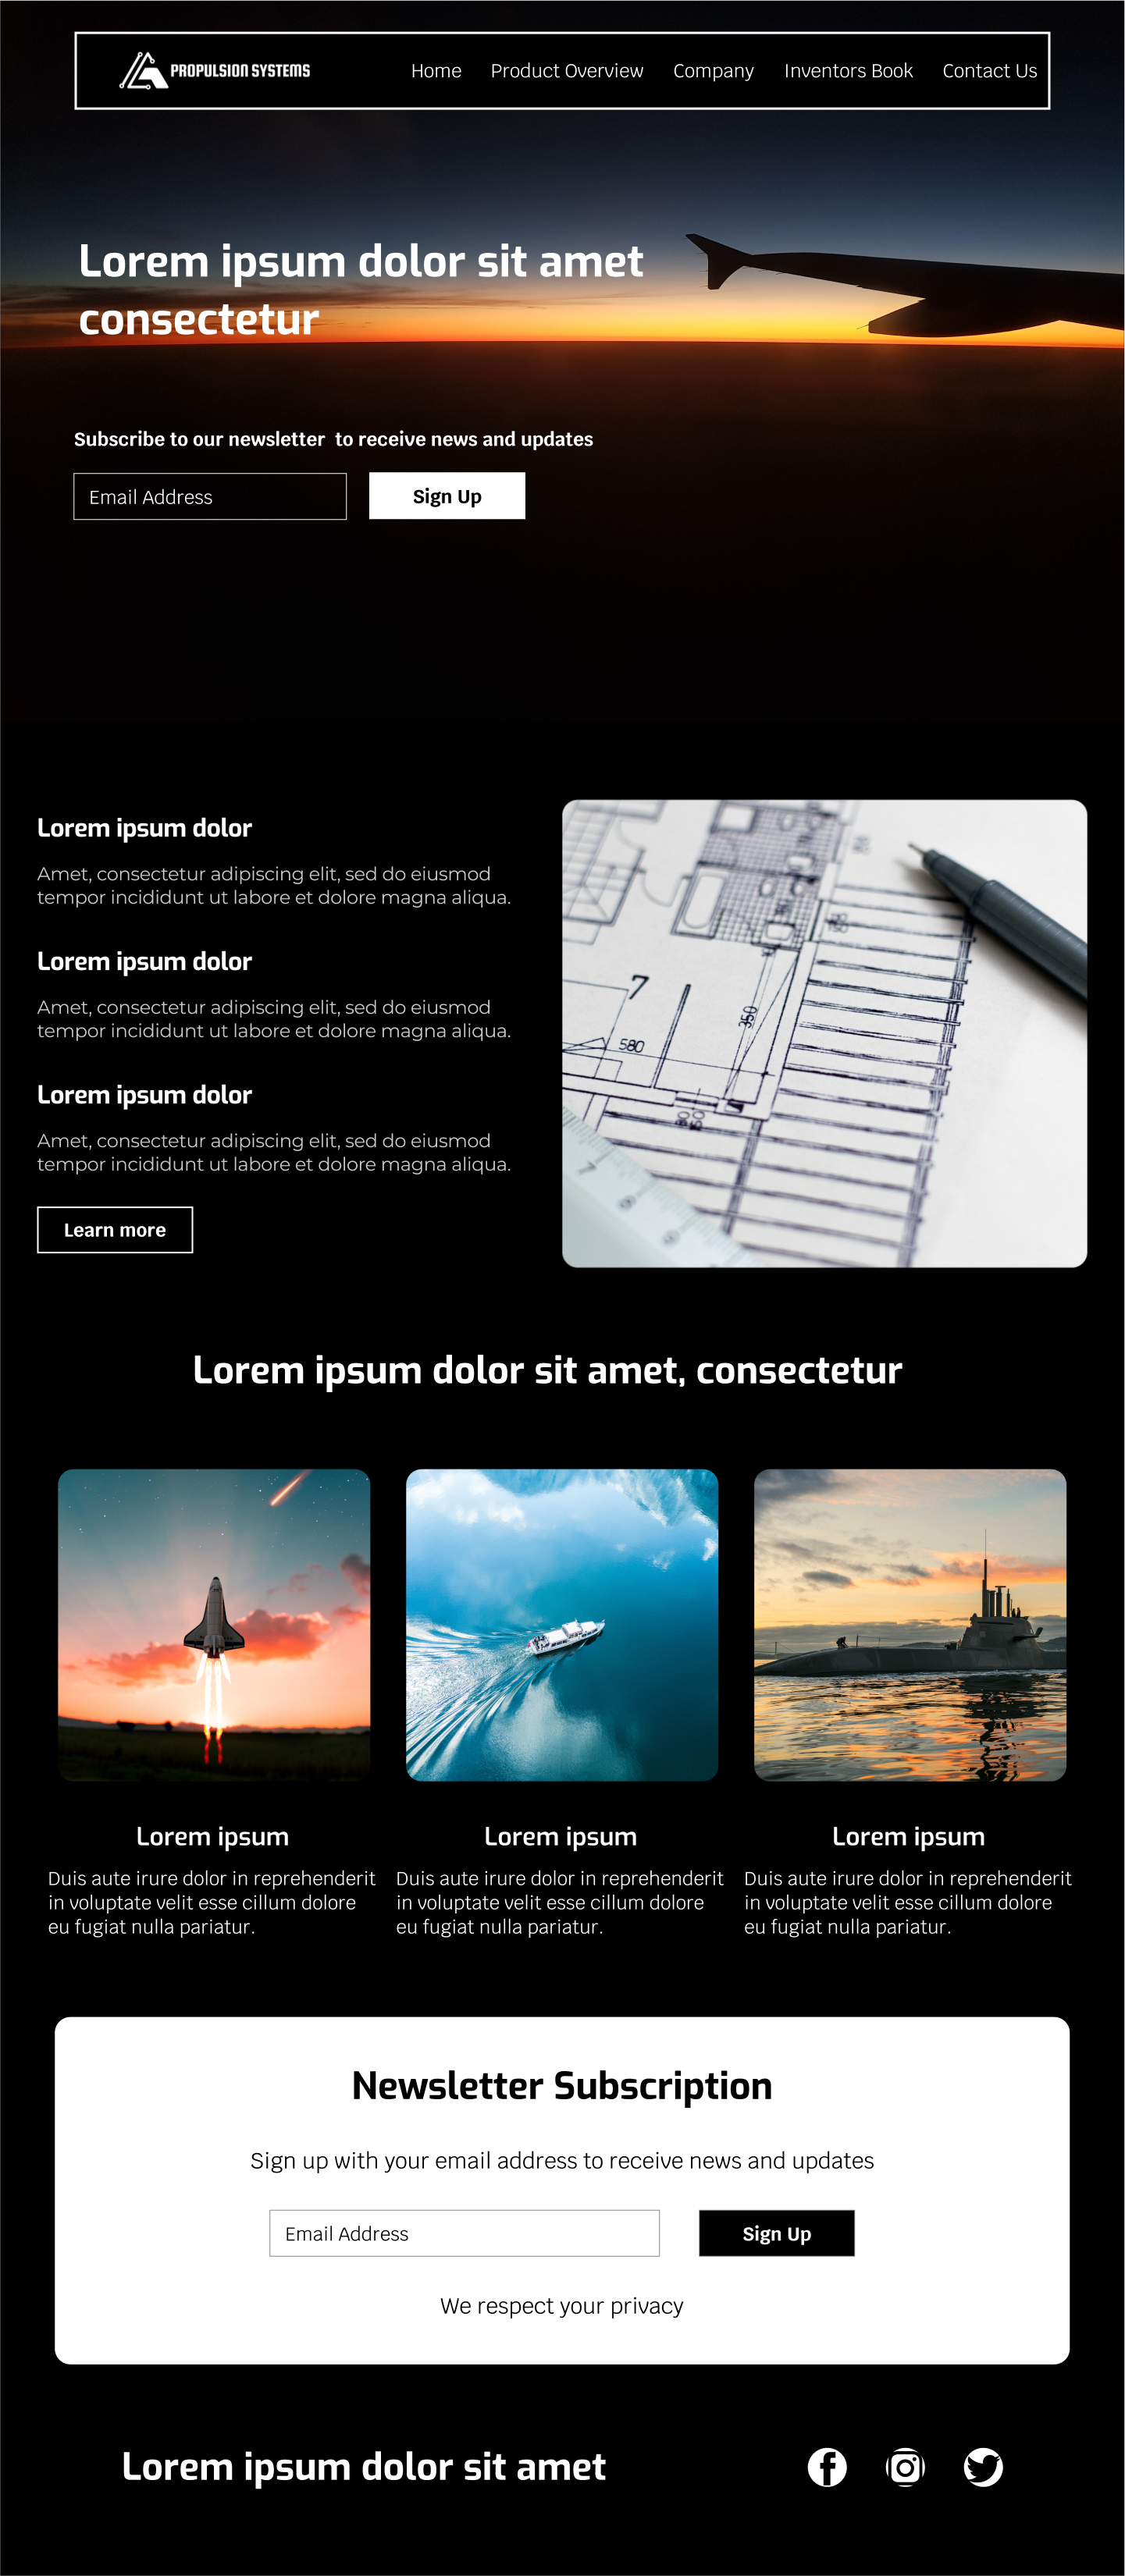 PROPULSION SYSTEMS
Home Product Overview Company Inventors Book Contact Us
Lorem ipsum dolor sit amet
consectetur
Subscribe to our newsletter  to receive news and updates
Email Address
Sign Up
Lorem ipsum dolor
Amet, consectetur adipiscing elit, sed do eiusmod
tempor incididunt ut labore et dolore magna aliqua.
Lorem ipsum dolor
Amet, consectetur adipiscing elit, sed do eiusmod
tempor incididunt ut labore et dolore magna aliqua.
Lorem ipsum dolor
Amet, consectetur adipiscing elit, sed do eiusmod
tempor incididunt ut labore et dolore magna aliqua.
Learn more
7
350
580
Lorem ipsum dolor sit amet, consectetur
Lorem ipsum
Duis aute irure dolor in reprehenderit
in voluptate velit esse cillum dolore
eu fugiat nulla pariatur.
Lorem ipsum
Duis aute irure dolor in reprehenderit
in voluptate velit esse cillum dolore
eu fugiat nulla pariatur.
Lorem ipsum
Duis aute irure dolor in reprehenderit
in voluptate velit esse cillum dolore
eu fugiat nulla pariatur.
Newsletter Subscription
Sign up with your email address to receive news and updates
Email Address
Sign Up
We respect your privacy
Lorem ipsum dolor sit amet